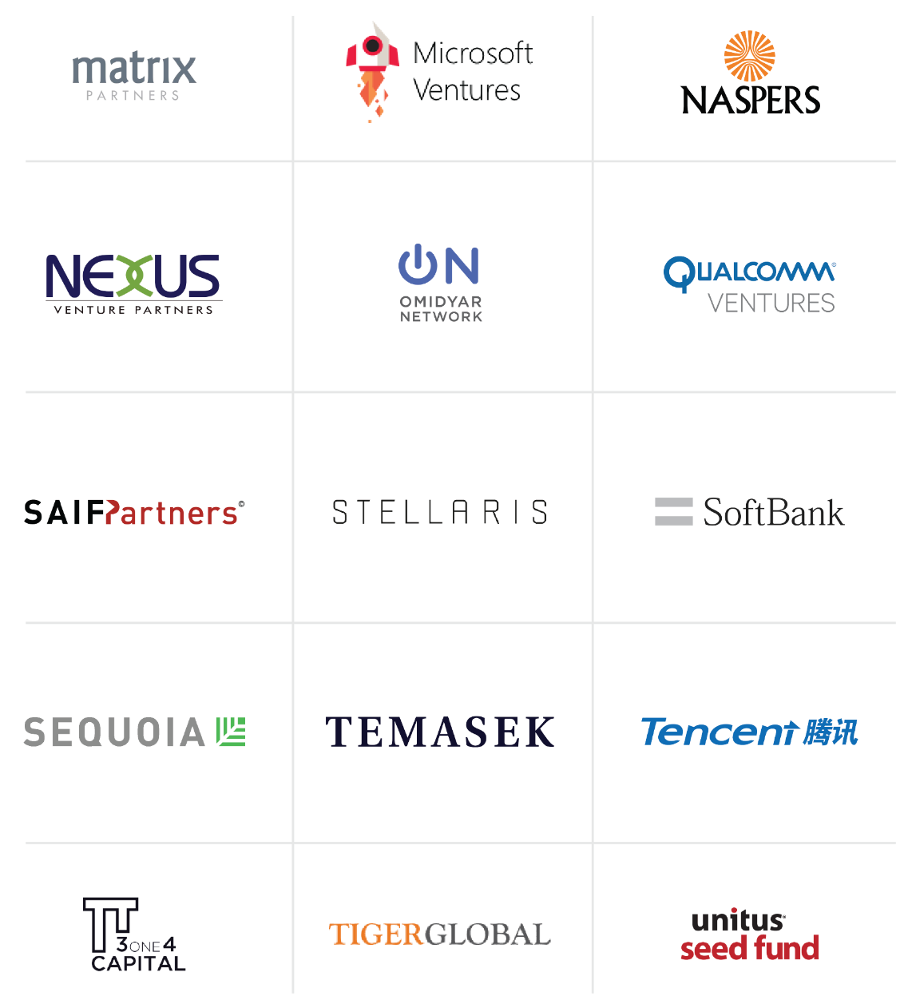 matrix
PARTNERS
Microsoft
Ventures
NASPERS
NEXUS
VENTURE PARTNERS
ON
OMIDYAR
NETWORK
QUALCOMM®
VENTURES
SAIFPartners©
STELLARIS
SoftBank
SEQUOIA
TEMASEK
Tencent 腾讯
3ONE4
CAPITAL
TIGERGLOBAL
unitus™
seed fund